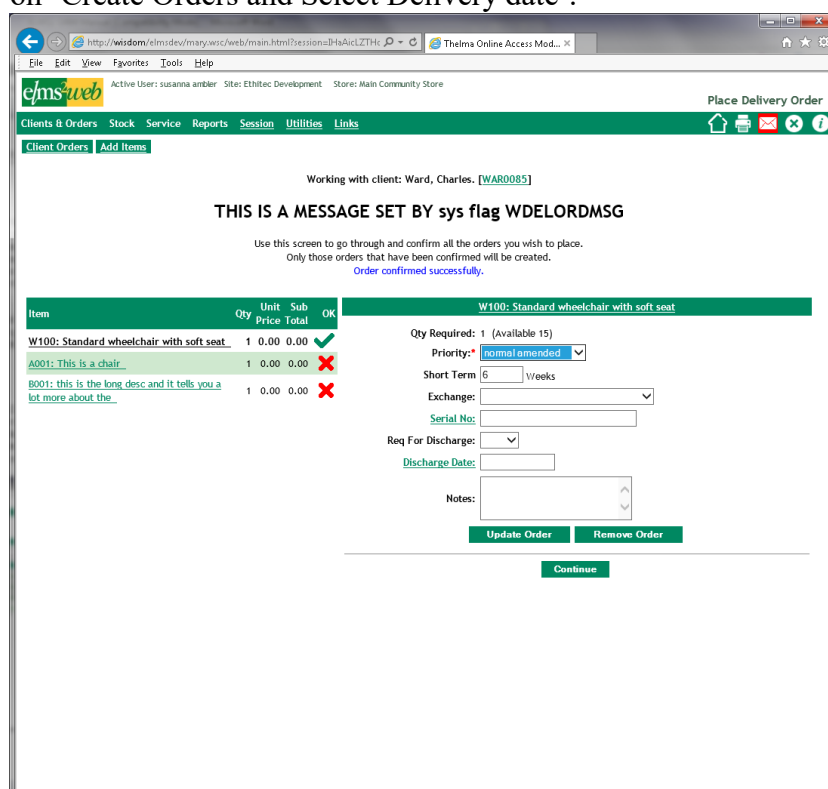 on "Create Orders and Select Delivery date".
http://wisdom/elmsdev/mary.wsc/web/main.html?session=IHaAicLZTHc
Thelma Online Access Mod...
File Edit View Favorites Tools Help
elms2web
Active User: susanna ambler Site: Ethitec Development Store: Main Community Store
Place Delivery Order
Clients & Orders Stock Service Reports Session Utilities Links
Client Orders Add Items
Working with client: Ward, Charles. [WAR0085]
THIS IS A MESSAGE SET BY sys flag WDELORDMSG
Use this screen to go through and confirm all the orders you wish to place.
Only those orders that have been confirmed will be created.
Order confirmed successfully.
Item Qty Unit Price Sub Total OK
W100: Standard wheelchair with soft seat 1 0.00 0.00
A001: This is a chair 1 0.00 0.00
B001: this is the long desc and it tells you a
lot more about the 1 0.00 0.00
W100: Standard wheelchair with soft seat
Qty Required: 1 (Available 15)
Priority:* normal amended
Short Term 6 Weeks
Exchange:
Serial No:
Req For Discharge:
Discharge Date:
Notes:
Update Order Remove Order
Continue